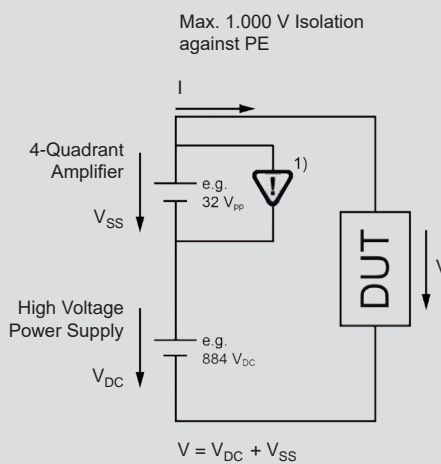 Max. 1.000 V Isolation
against PE
I
4-Quadrant
Amplifier
1)
!
e.g.
32 Vpp
VSS
DUT
V
High Voltage
Power Supply
e.g.
884 VDC
VDC
V = VDC + VSS